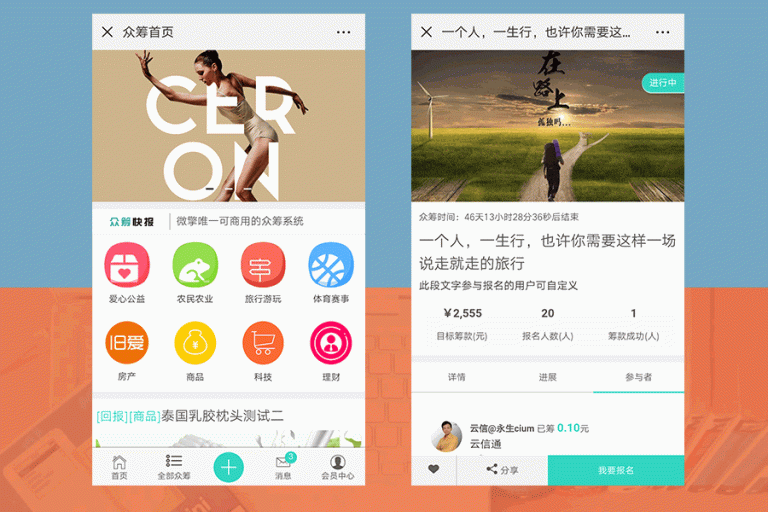 众筹首页
CER
ON
众筹快报
微擎唯一可商用的众筹系统
爱心公益
农民农业
旅行游玩
体育赛事
旧爱
房产
商品
科技
理财
[回报][商品]泰国乳胶枕头测试二
首页
全部众筹
3
消息
会员中心
一个人，一生行，也许你需要这...
在路上
孤独吗...
进行中
众筹时间：46天13小时28分36秒后结束
一个人，一生行，也许你需要这样一场
说走就走的旅行
此段文字参与报名的用户可自定义
￥2,555
20
1
目标筹款(元)
报名人数(人)
筹款成功(人)
详情
进展
参与者
云信@永生cium 已筹 0.10元
云信通
分享
我要报名